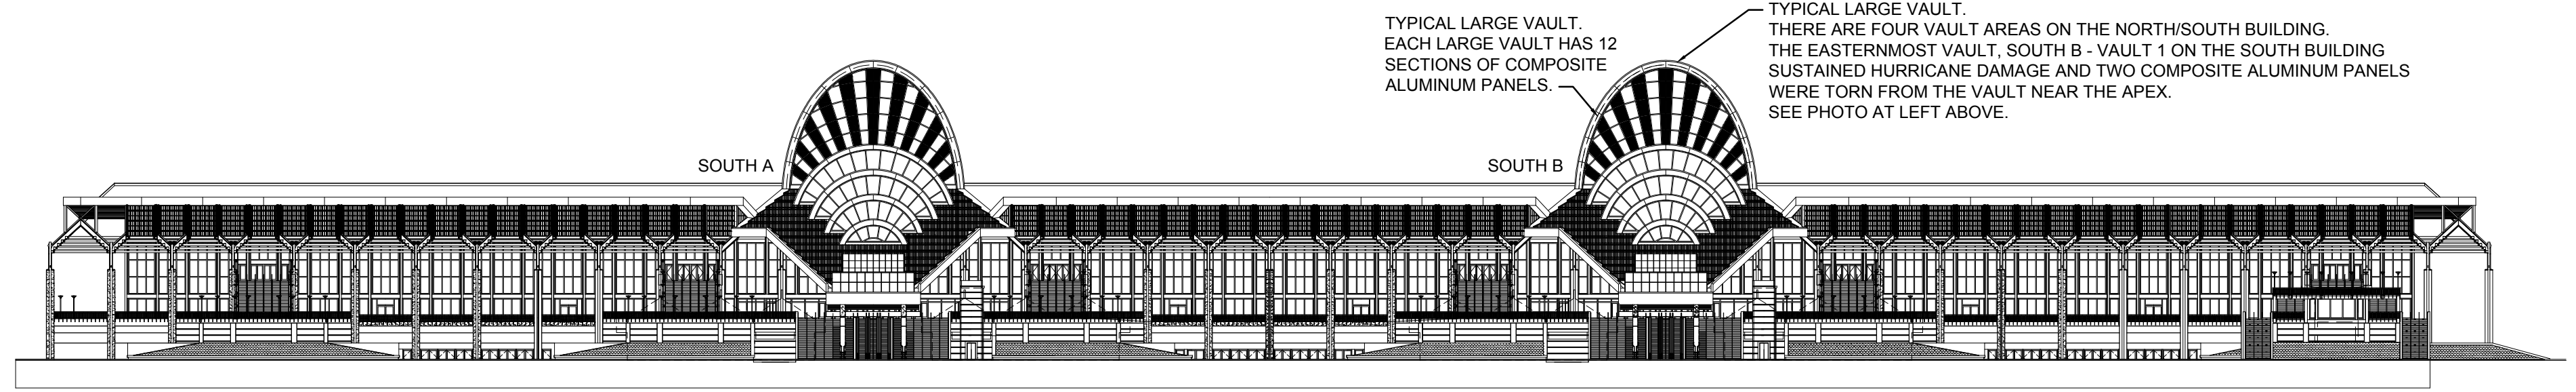 TYPICAL LARGE VAULT.
EACH LARGE VAULT HAS 12
SECTIONS OF COMPOSITE
ALUMINUM PANELS.
TYPICAL LARGE VAULT.
THERE ARE FOUR VAULT AREAS ON THE NORTH/SOUTH BUILDING.
THE EASTERNMOST VAULT, SOUTH B - VAULT 1 ON THE SOUTH BUILDING
SUSTAINED HURRICANE DAMAGE AND TWO COMPOSITE ALUMINUM PANELS
WERE TORN FROM THE VAULT NEAR THE APEX.
SEE PHOTO AT LEFT ABOVE.
SOUTH A
SOUTH B